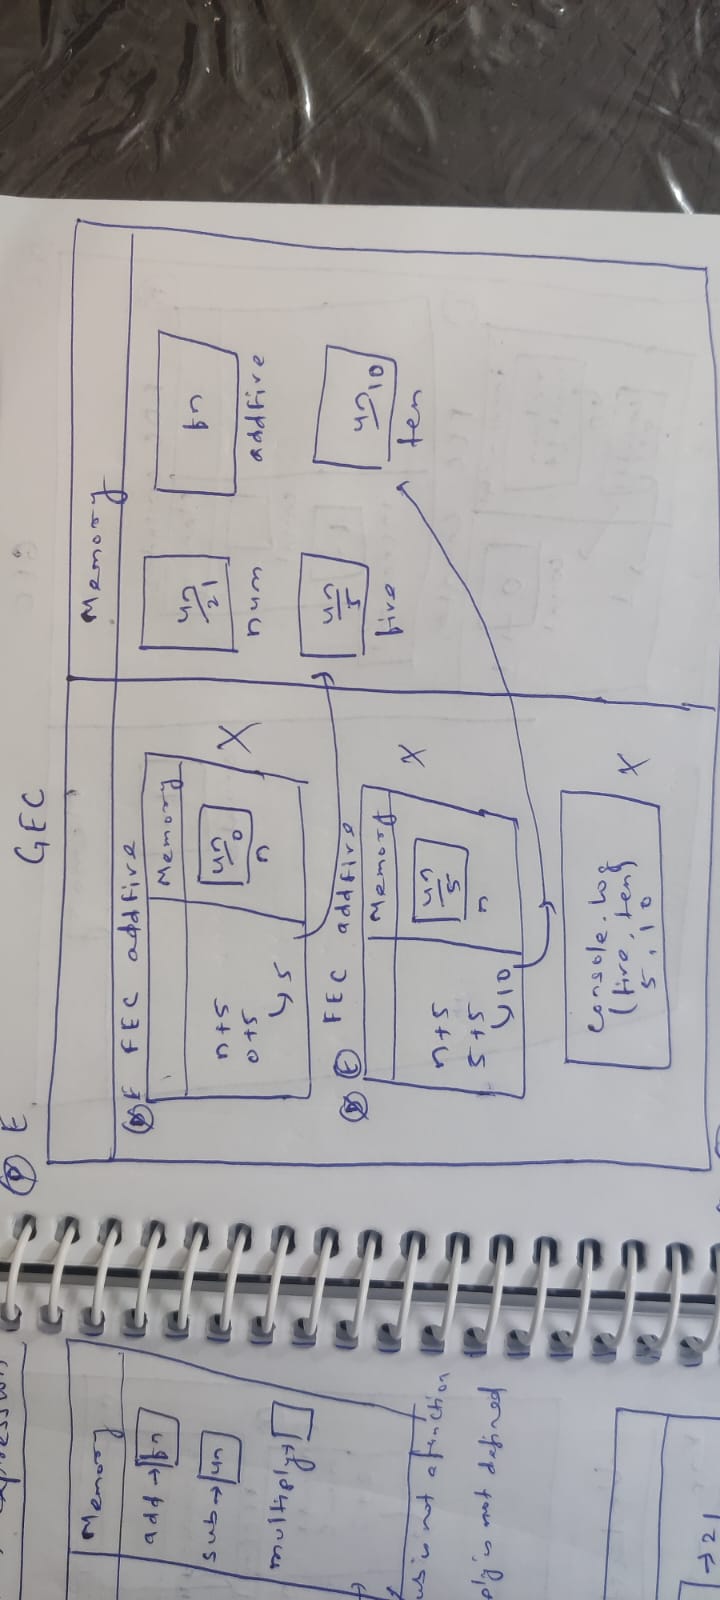 E
GEC
Memory
E FEC addfive
Memory
n+5
0+5
↳ 5
un
0
n
X
un
21
num
fn
addfive
E FEC addfive
Memory
n+5
5+5
↳ 10
un
5
n
X
un
5
five
un
10
ten
Console.log
(five, ten)
5, 10
X
Memory
add → fn
sub → un
multiply →
is not a function
is not defined
→ 21